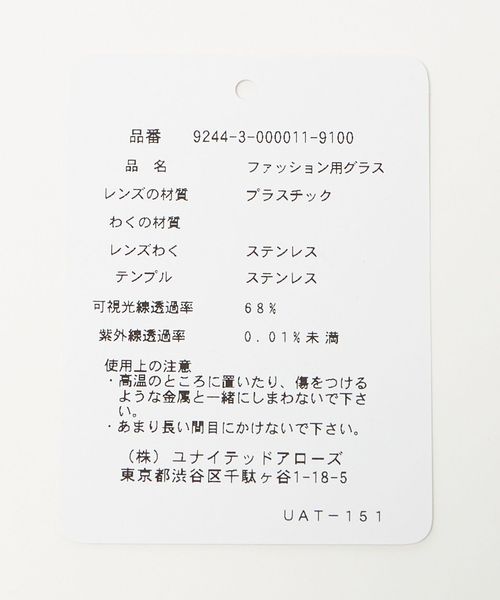 品番 9244-3-000011-9100
品名 ファッション用グラス
レンズの材質 プラスチック
わくの材質
レンズわく ステンレス
テンプル ステンレス
可視光線透過率 68%
紫外線透過率 0.01%未満
使用上の注意
・高温のところに置いたり、傷をつける
ような金属と一緒にしまわないで下さ
い。
・あまり長い間目にかけないで下さい。
(株) ユナイテッドアローズ
東京都渋谷区千駄ヶ谷1-18-5
UAT-151